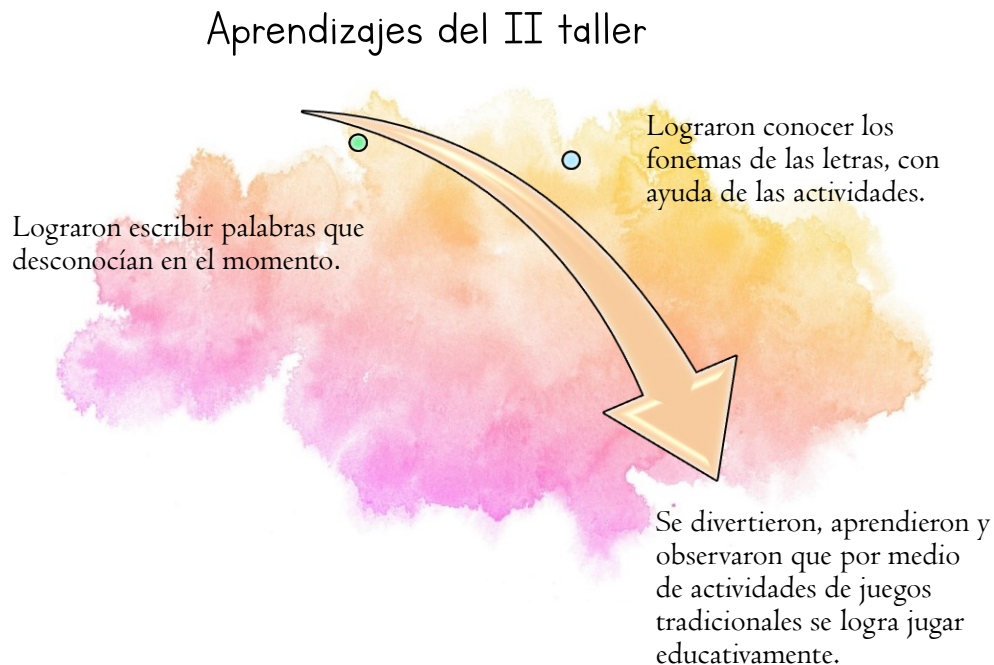 Aprendizajes del II taller
Lograron escribir palabras que
desconocían en el momento.
Lograron conocer los
fonemas de las letras, con
ayuda de las actividades.
Se divertieron, aprendieron y
observaron que por medio
de actividades de juegos
tradicionales se logra jugar
educativamente.